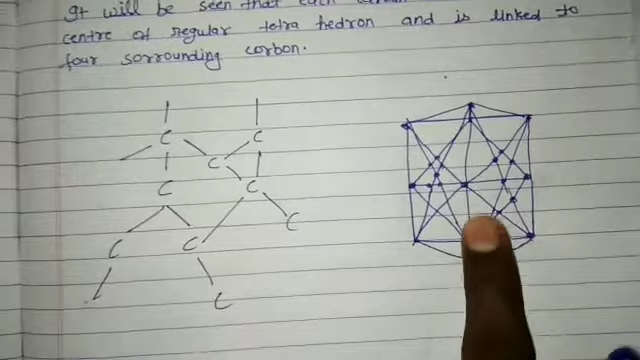 It will be seen that each
centre of regular tetra hedron and is linked to
four sorrounding corbon.
C C
C
C C
C
C C
C